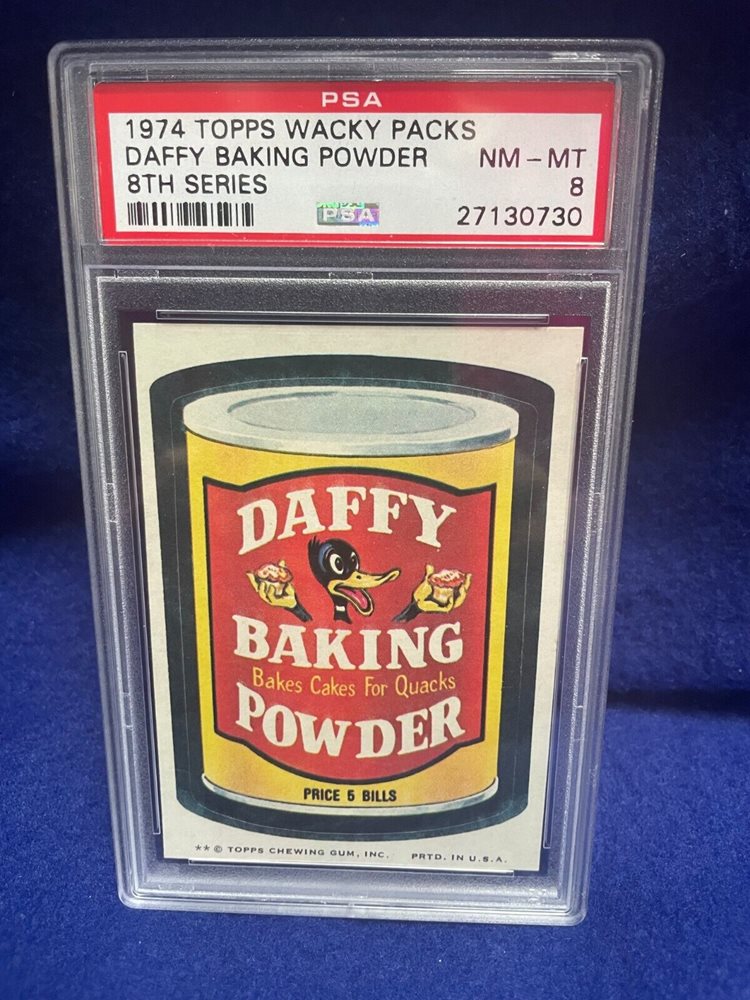 PSA
1974 TOPPS WACKY PACKS
DAFFY BAKING POWDER NM - MT
8TH SERIES 8
PSA 27130730
DAFFY
BAKING
Bakes Cakes For Quacks
POWDER
PRICE 5 BILLS
** © TOPPS CHEWING GUM, INC. PRTD. IN U.S.A.